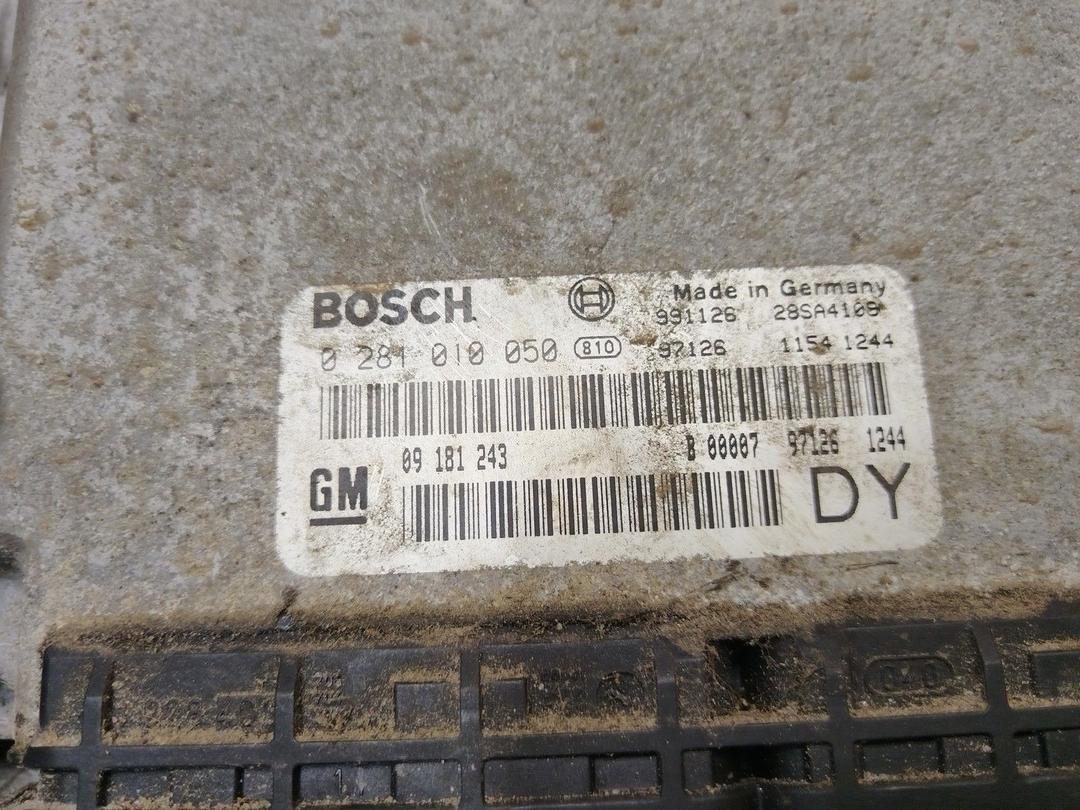 BOSCH Made in Germany
991126 28SA4109
0 281 010 050 810 97126 1154 1244
09 181 243 B 00007 97126 1244
GM DY
1